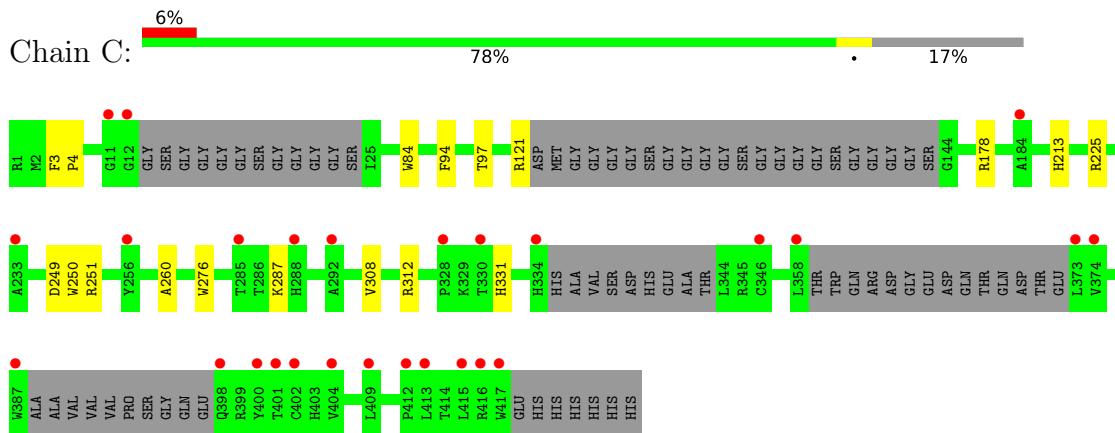 6%
Chain C:
78%
17%
R1 M2 F3 P4 G11 G12 GLY SER GLY GLY GLY GLY SER GLY GLY GLY GLY SER I25 W84 F94 T97 R121 ASP MET GLY GLY GLY GLY SER GLY GLY GLY GLY SER GLY GLY GLY GLY SER GLY GLY GLY GLY SER G144 R178 A184 H213 R225
A233 D249 W250 R251 Y256 A260 W276 T285 T286 K287 H288 A292 V308 R312 P328 K329 T330 H331 H334 HIS ALA VAL SER ASP HIS GLU ALA THR L344 R345 C346 L358 THR TRP GLN ARG ASP GLY GLU ASP GLN THR GLN ASP THR GLU L373 V374
W387 ALA ALA VAL VAL VAL PRO SER GLY GLN GLU Q398 R399 Y400 T401 C402 H403 V404 L409 P412 L413 T414 L415 R416 W417 GLU HIS HIS HIS HIS HIS HIS